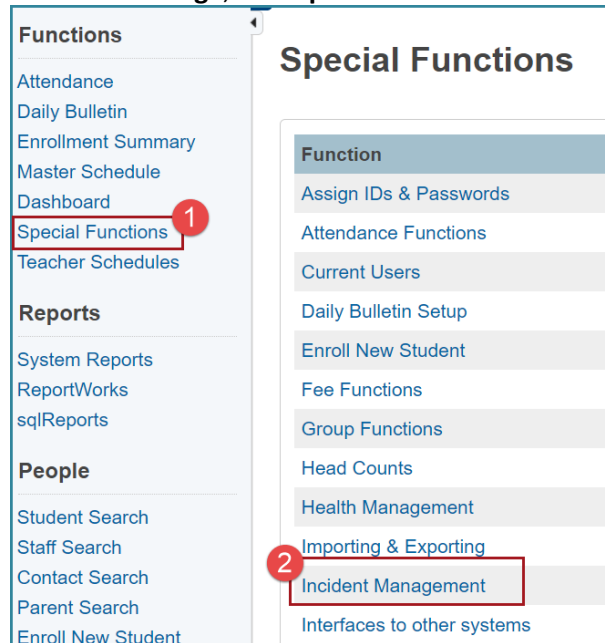 Functions
Attendance
Daily Bulletin
Enrollment Summary
Master Schedule
Dashboard
Special Functions
1
Teacher Schedules
Reports
System Reports
ReportWorks
sqlReports
People
Student Search
Staff Search
Contact Search
Parent Search
Enroll New Student
Special Functions
Function
Assign IDs & Passwords
Attendance Functions
Current Users
Daily Bulletin Setup
Enroll New Student
Fee Functions
Group Functions
Head Counts
Health Management
Importing & Exporting
2
Incident Management
Interfaces to other systems